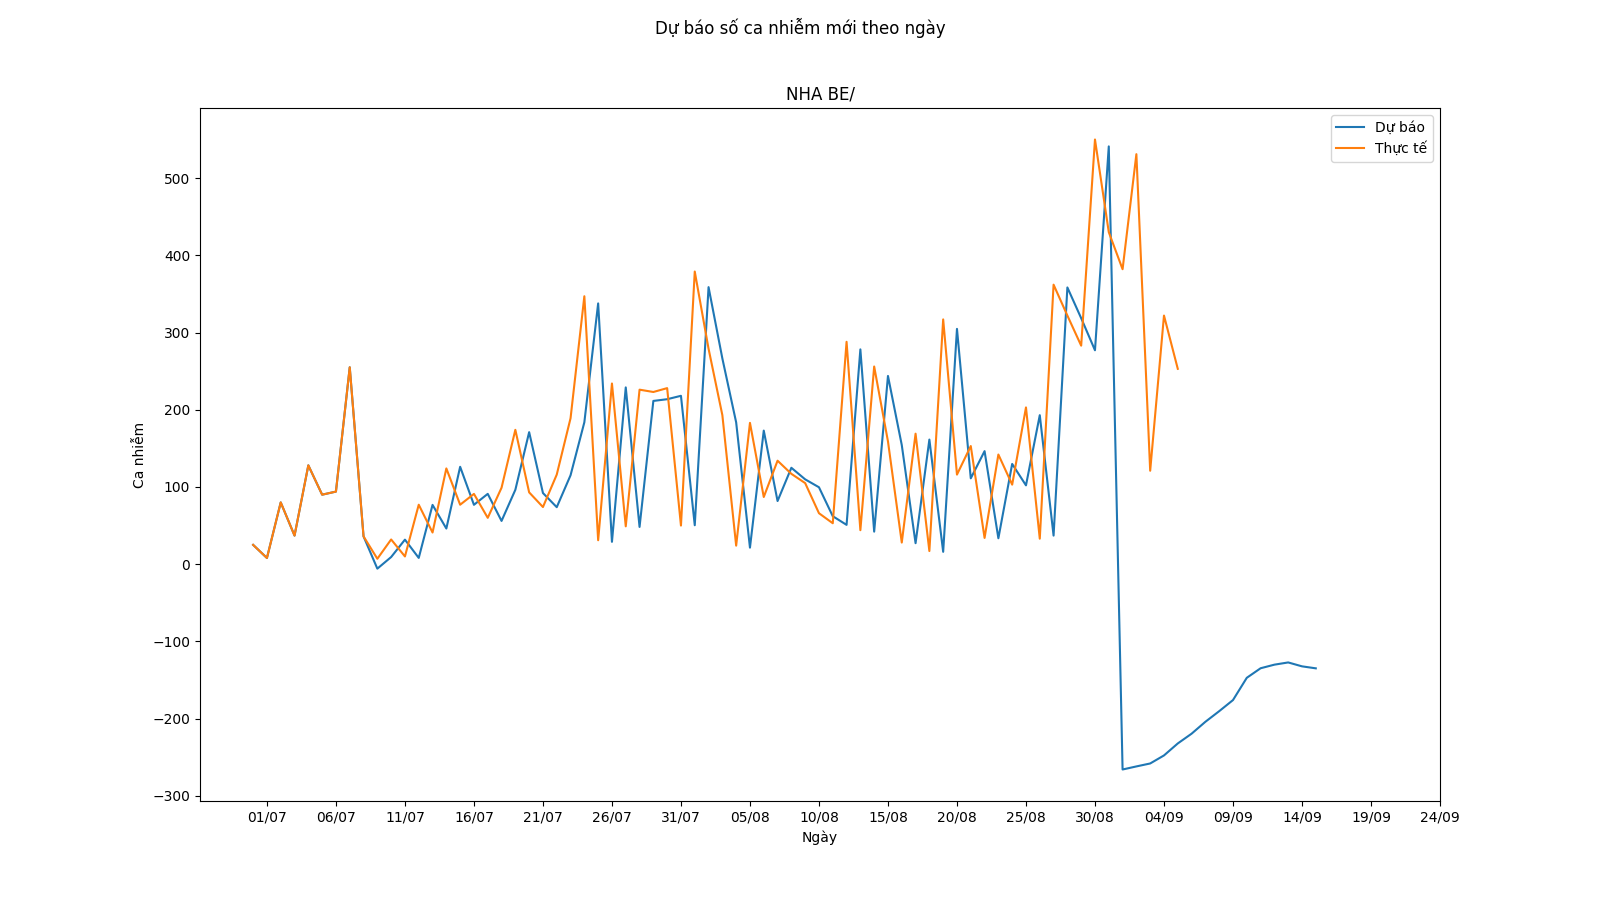 Dự báo số ca nhiễm mới theo ngày
NHA BE/
Dự báo
Thực tế
Ca nhiễm
500
400
300
200
100
0
−100
−200
−300
01/07 06/07 11/07 16/07 21/07 26/07 31/07 05/08 10/08 15/08 20/08 25/08 30/08 04/09 09/09 14/09 19/09 24/09
Ngày